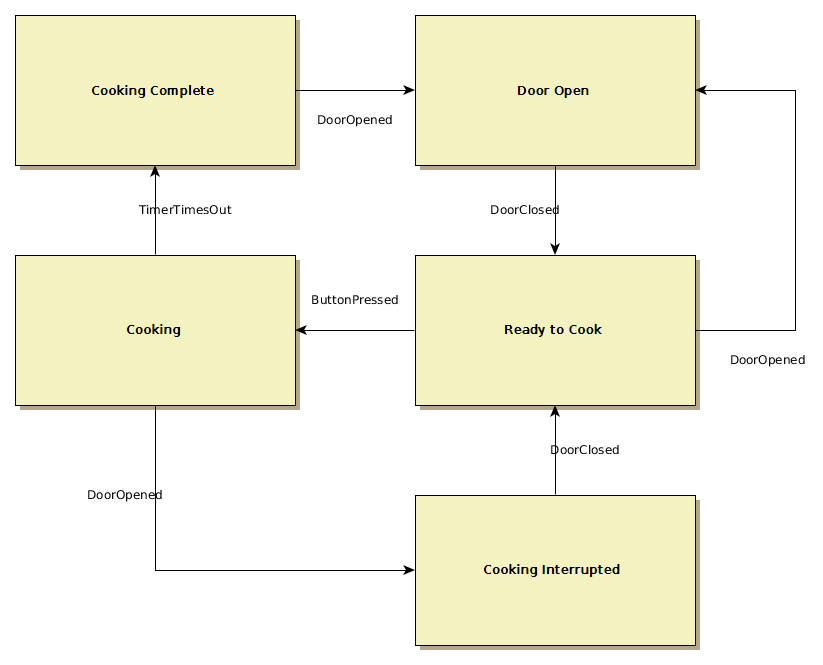 Cooking Complete
Door Open
DoorOpened
TimerTimesOut
DoorClosed
ButtonPressed
Cooking
Ready to Cook
DoorOpened
DoorClosed
DoorOpened
Cooking Interrupted